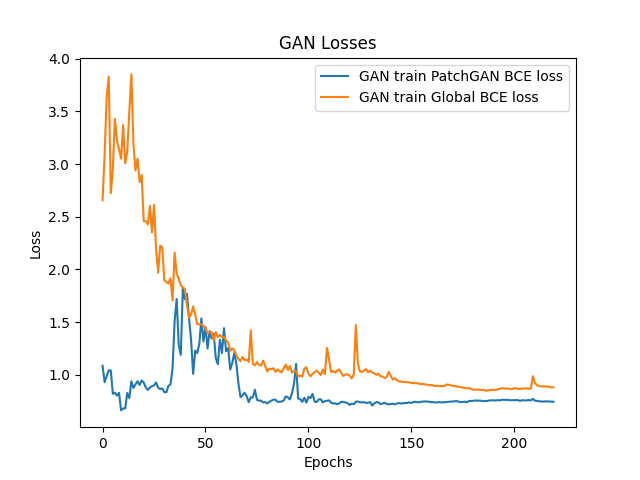 GAN Losses
GAN train PatchGAN BCE loss
GAN train Global BCE loss
4.0
3.5
3.0
2.5
2.0
1.5
1.0
Loss
0
50
100
150
200
Epochs